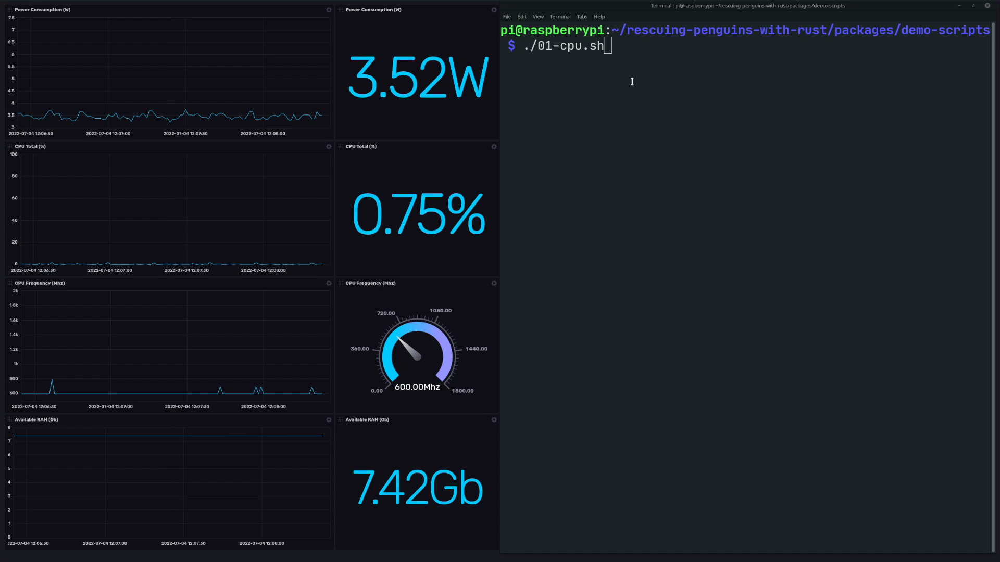 Power Consumption (W)
7.5
7
6.5
6
5.5
5
4.5
4
3.5
3
2022-07-04 12:06:30 2022-07-04 12:07:00 2022-07-04 12:07:30 2022-07-04 12:08:00
Power Consumption (W)
3.52W
CPU Total (%)
100
80
60
40
20
0
2022-07-04 12:06:30 2022-07-04 12:07:00 2022-07-04 12:07:30 2022-07-04 12:08:00
CPU Total (%)
0.75%
CPU Frequency (Mhz)
2k
1.8k
1.6k
1.4k
1.2k
1k
800
600
2022-07-04 12:06:30 2022-07-04 12:07:00 2022-07-04 12:07:30 2022-07-04 12:08:00
CPU Frequency (Mhz)
720.00 1080.00
360.00 1440.00
0.00 600.00Mhz 1800.00
Available RAM (Gb)
8
7
6
5
4
3
2
1
0
022-07-04 12:06:30 2022-07-04 12:07:00 2022-07-04 12:07:30 2022-07-04 12:08:00
Available RAM (Gb)
7.42Gb
Terminal - pi@raspberrypi: ~/rescuing-penguins-with-rust/packages/demo-scripts
File Edit View Terminal Tabs Help
pi@raspberrypi:~/rescuing-penguins-with-rust/packages/demo-scripts
$ ./01-cpu.sh